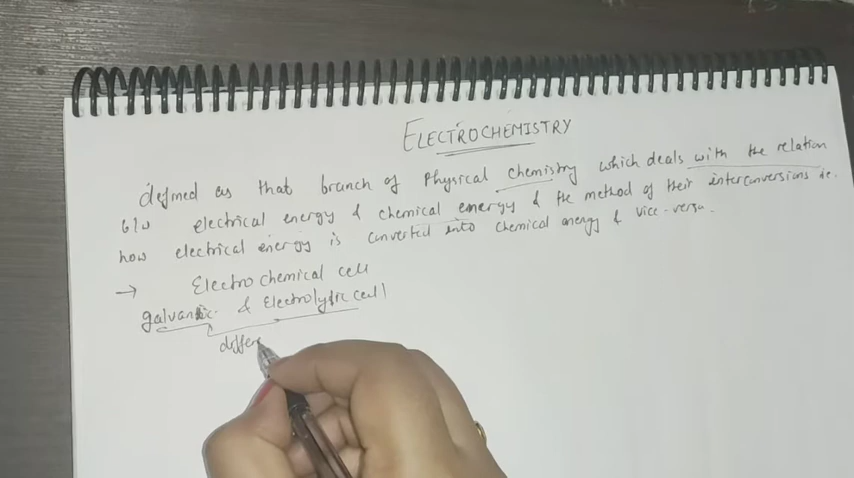 ELECTROCHEMISTRY
defined as that branch of Physical chemistry which deals with the relation
b/w electrical energy & chemical energy & the method of their interconversions i.e.
how electrical energy is converted into chemical energy & vice-versa.
→ Electrochemical cell
galvanic & Electrolytic cell
differ